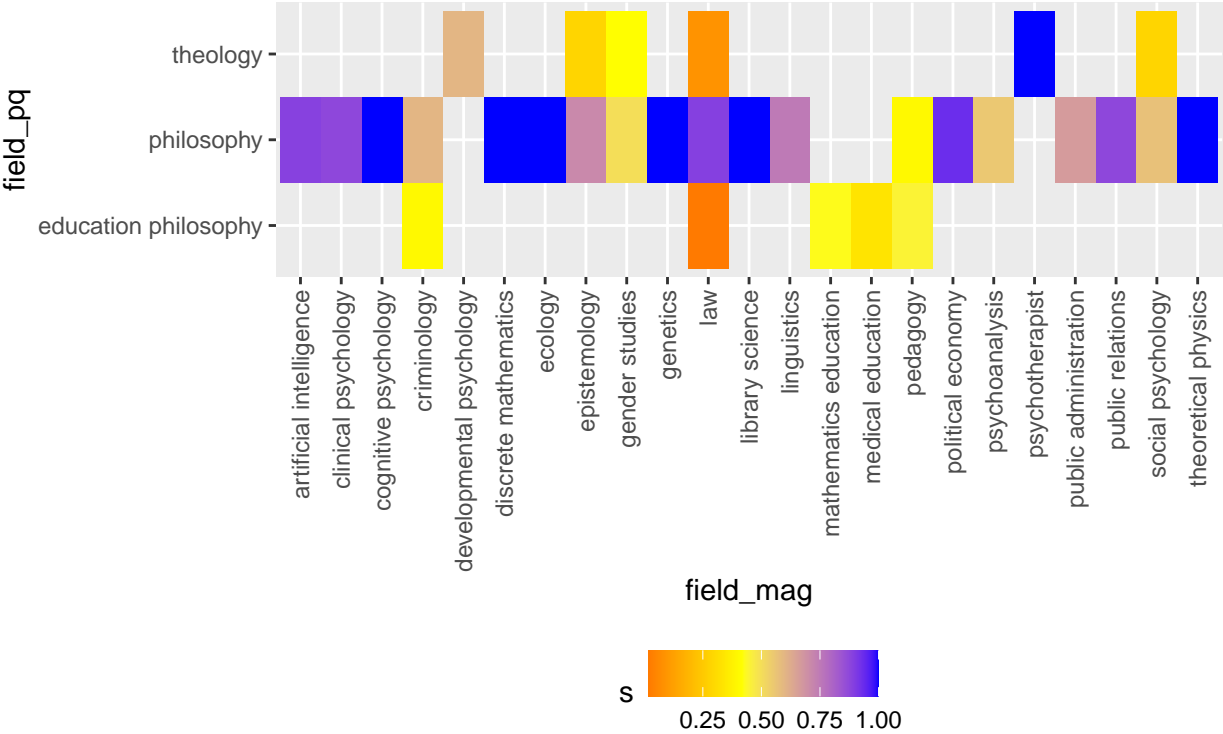 field_pq
theology
philosophy
education philosophy
artificial intelligence
clinical psychology
cognitive psychology
criminology
developmental psychology
discrete mathematics
ecology
epistemology
gender studies
genetics
law
library science
linguistics
mathematics education
medical education
pedagogy
political economy
psychoanalysis
psychotherapist
public administration
public relations
social psychology
theoretical physics
field_mag
s
0.25 0.50 0.75 1.00